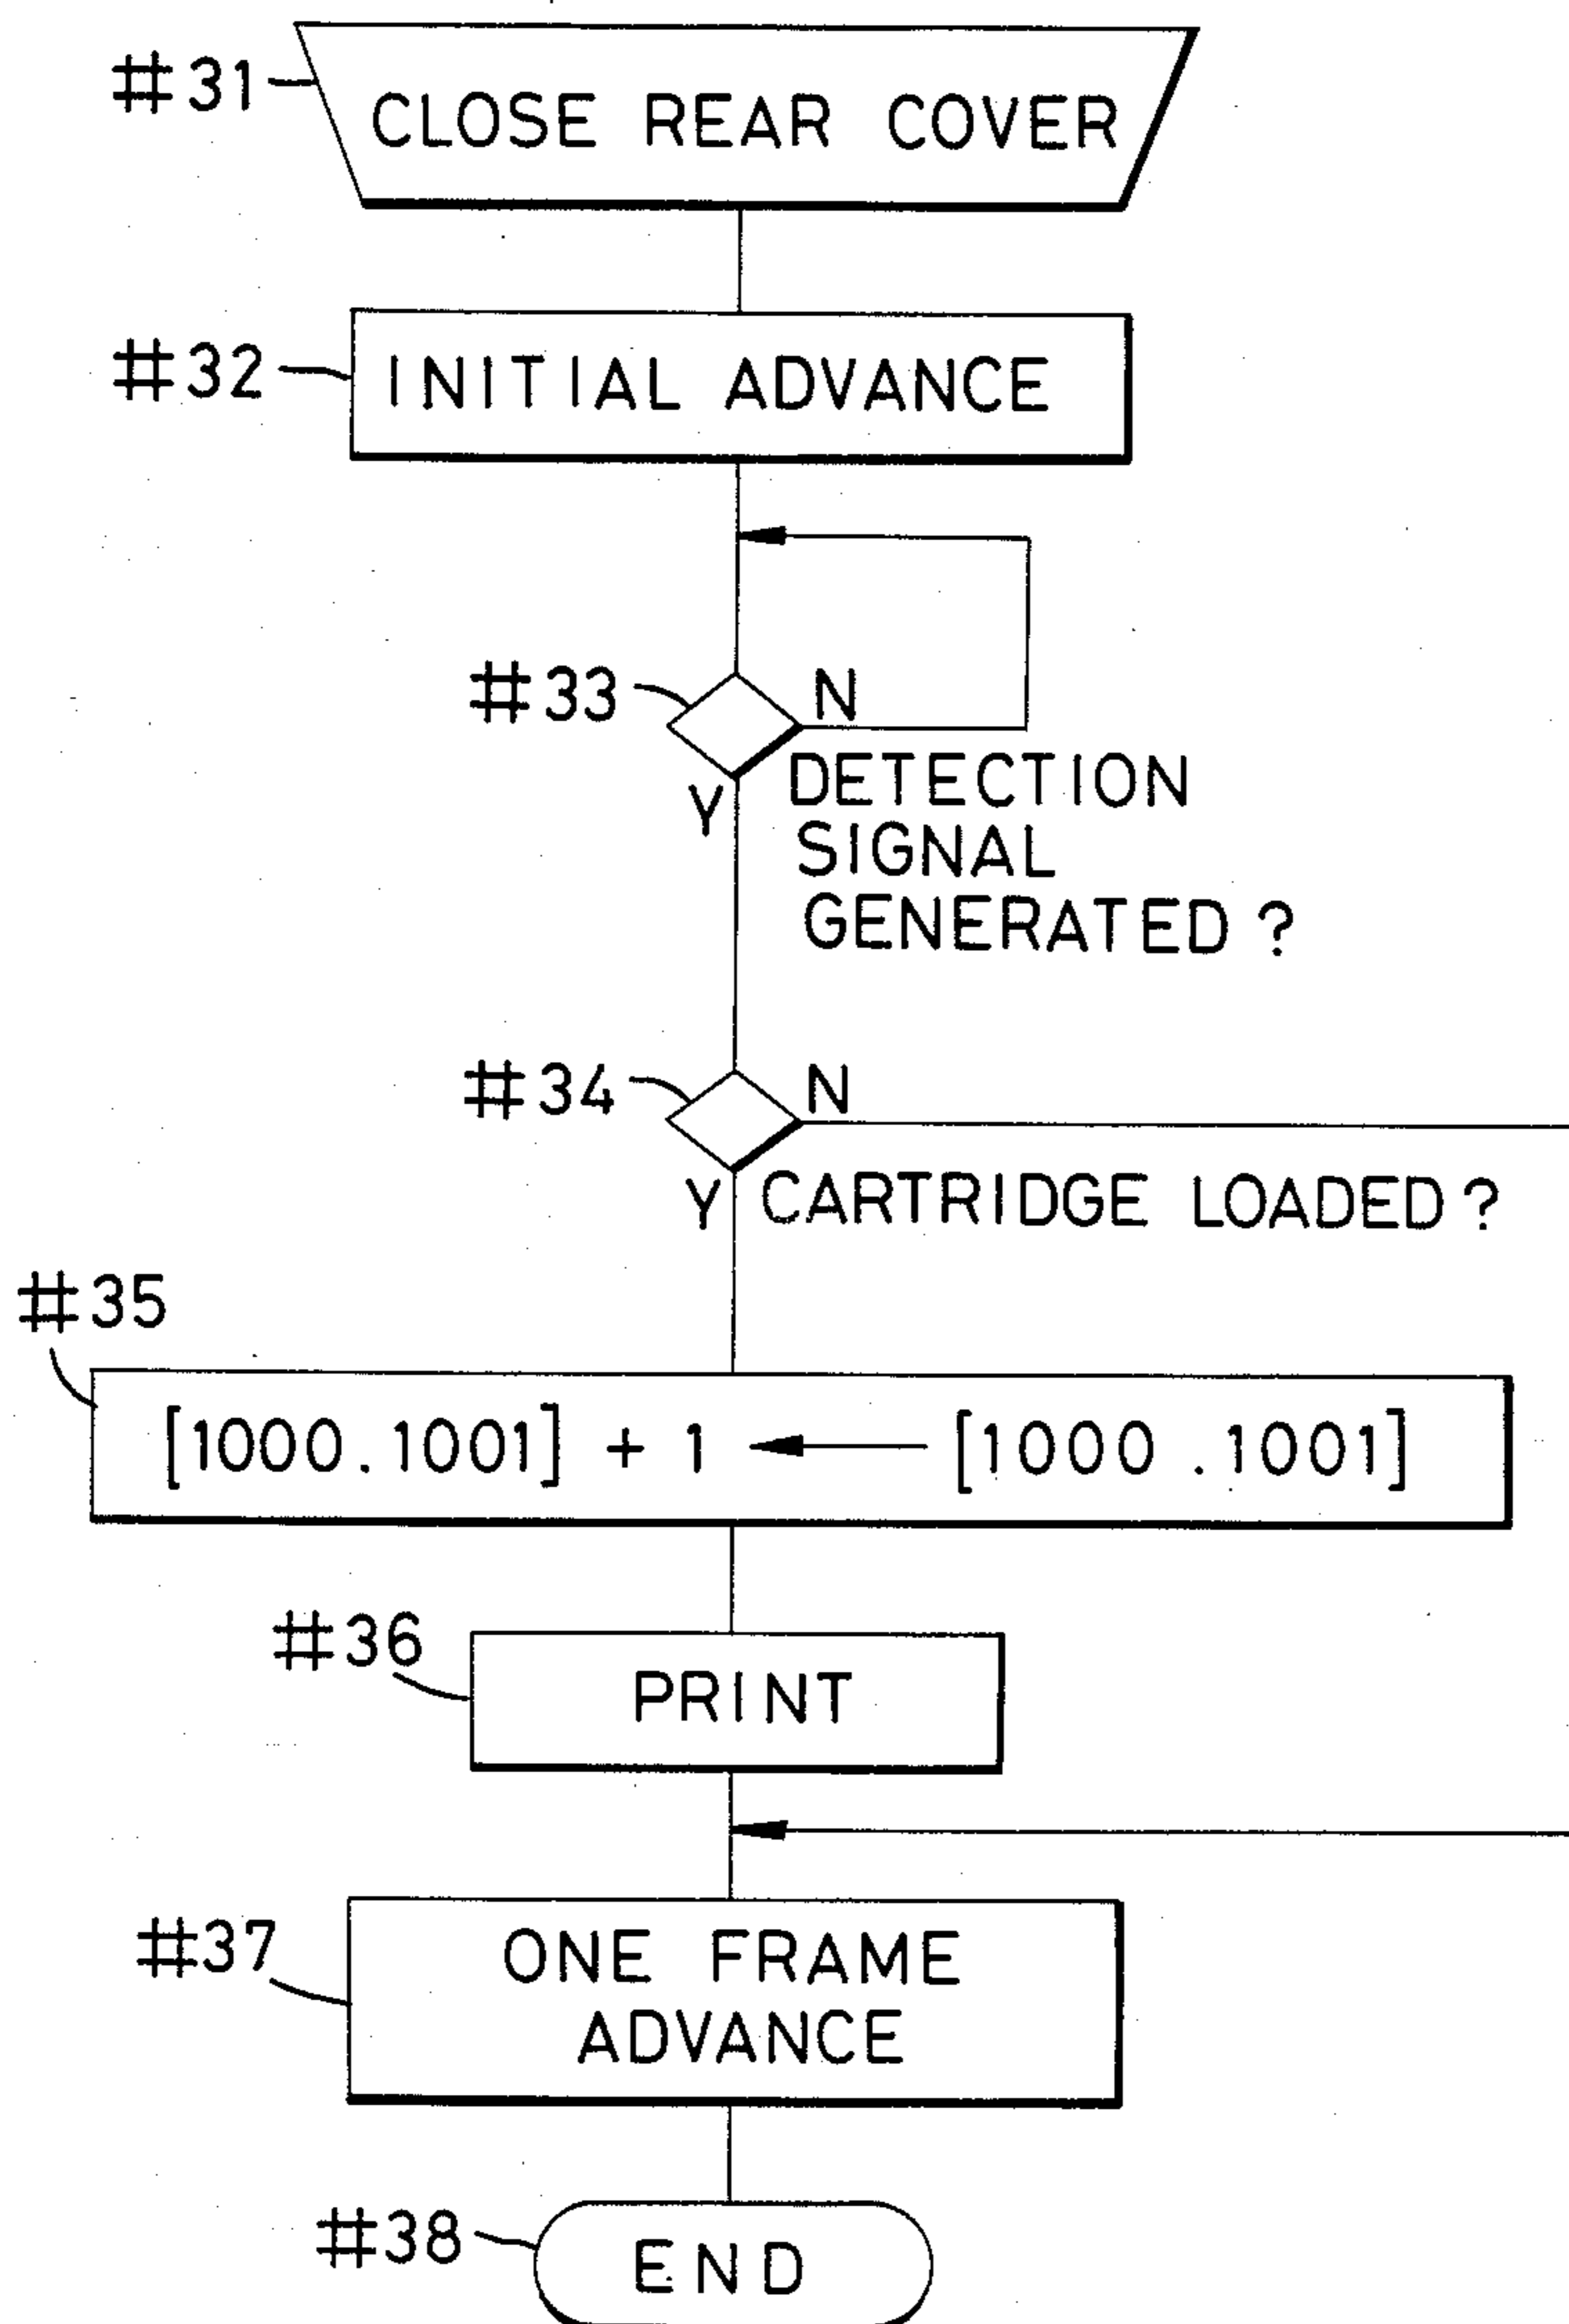 #31
CLOSE REAR COVER
#32
INITIAL ADVANCE
#33
N
Y
DETECTION
SIGNAL
GENERATED ?
#34
N
Y
CARTRIDGE LOADED ?
#35
[1000.1001] + 1 ← [1000.1001]
#36
PRINT
#37
ONE FRAME
ADVANCE
#38
END